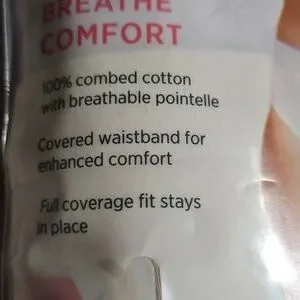 BREATHE
COMFORT
100% combed cotton
with breathable pointelle
Covered waistband for
enhanced comfort
Full coverage fit stays
in place